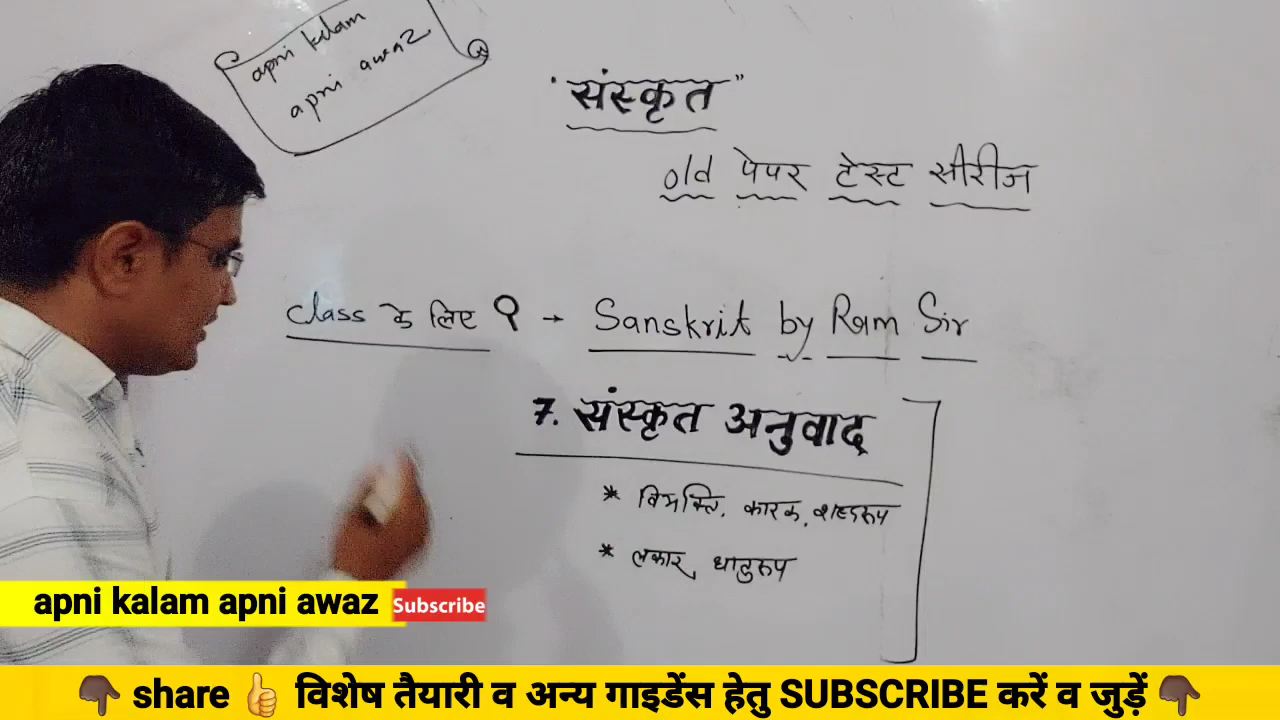 apni kalam
apni awaz
"संस्कृत"
old पेपर टेस्ट सीरीज
class के लिए ? → Sanskrit by Ram Sir
7. संस्कृत अनुवाद
* विभक्ति, कारक, शब्दरूप
* लकार, धातुरूप
apni kalam apni awaz Subscribe
👇🏿 share 👍 विशेष तैयारी व अन्य गाइडेंस हेतु SUBSCRIBE करें व जुड़ें 👇🏿